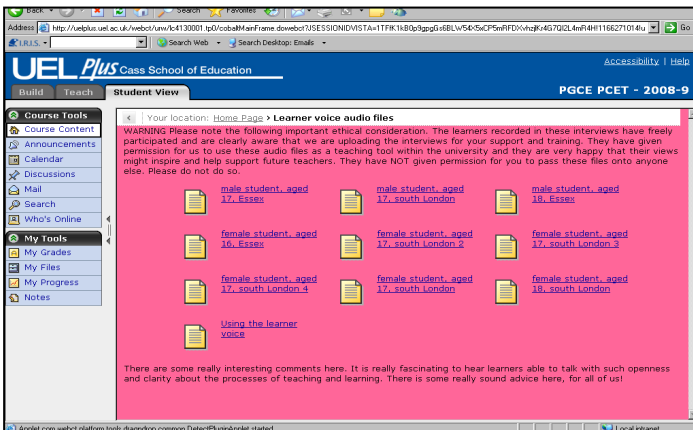 Back
Search
Favorites
Address
http://uelplus.uel.ac.uk/webct/urw/lc4130001.tp0/cobaltMainFrame.dowebct?JSESSIONIDVISTA=
Go
I.R.I.S.
Search Web
Search Desktop: Emails
UEL Plus Cass School of Education
Accessibility | Help
Build
Teach
Student View
PGCE PCET - 2008-9
Course Tools
Course Content
Announcements
Calendar
Discussions
Mail
Search
Who's Online
My Tools
My Grades
My Files
My Progress
Notes
Your location: Home Page › Learner voice audio files
WARNING Please note the following important ethical consideration. The learners recorded in these interviews have freely
participated and are clearly aware that we are uploading the interviews for your support and training. They have given
permission for us to use these audio files as a teaching tool within the university and they are very happy that their views
might inspire and help support future teachers. They have NOT given permission for you to pass these files onto anyone
else. Please do not do so.
male student, aged
17, Essex
male student, aged
17, south London
male student, aged
18, Essex
female student, aged
16, Essex
female student, aged
17, south London 2
female student, aged
17, south London 3
female student, aged
17, south London 4
female student, aged
17, south London
female student, aged
18, south London
Using the learner
voice
There are some really interesting comments here. It is really fascinating to hear learners able to talk with such openness
and clarity about the processes of teaching and learning. There is some really sound advice here, for all of us!
Applet com.webct.platform.tools.dragndrop.common.DetectPluginApplet started
Local intranet